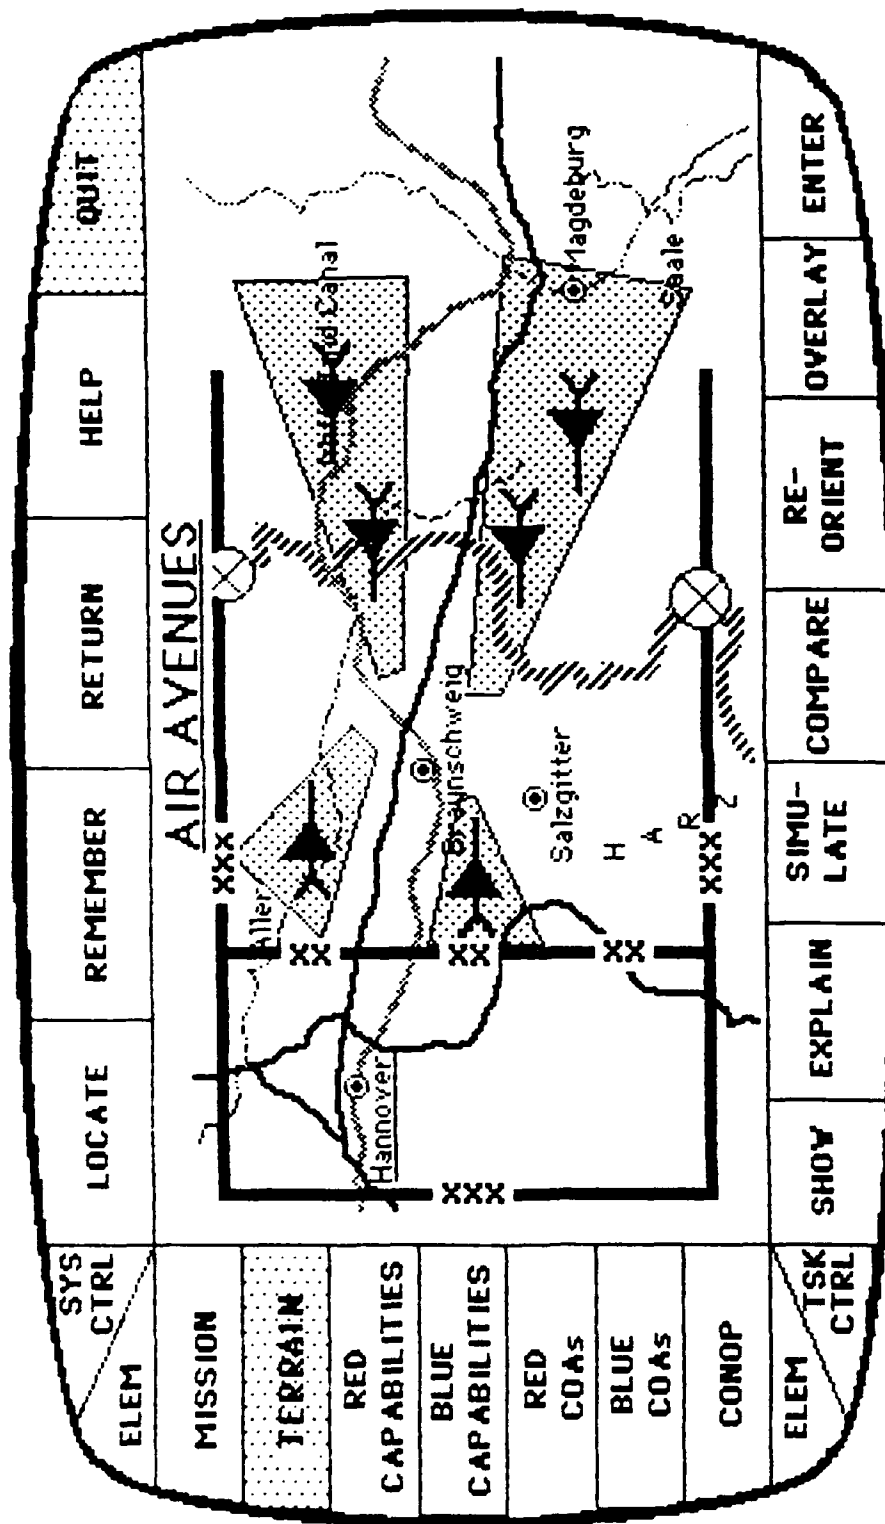 SYS
CTRL
ELEM
LOCATE
REMEMBER
RETURN
HELP
QUIT
MISSION
TERRAIN
RED
CAPABILITIES
BLUE
CAPABILITIES
RED
COAs
BLUE
COAs
CONOP
AIR AVENUES
XXX
Aller
XX
Canal
Hannover
XXX
XX
Braunschweig
Magdeburg
Salzgitter
XX
H A R Z
Saale
XXX
ELEM
TSK
CTRL
SHOW
EXPLAIN
SIMU-
LATE
COMPARE
RE-
ORIENT
OVERLAY
ENTER